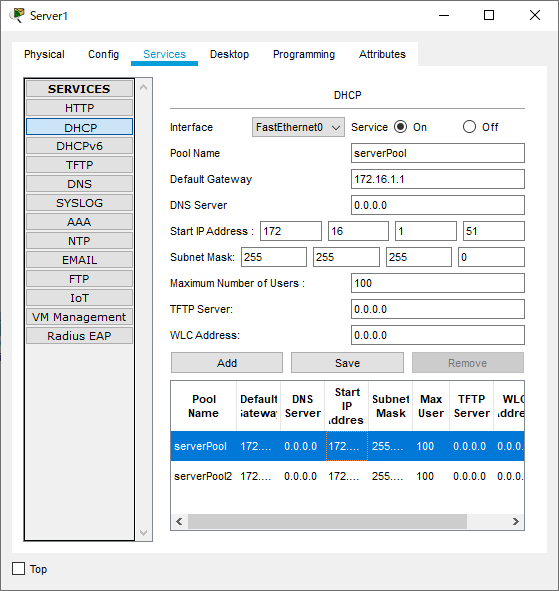 Server1
Physical Config Services Desktop Programming Attributes
SERVICES
HTTP
DHCP
DHCPv6
TFTP
DNS
SYSLOG
AAA
NTP
EMAIL
FTP
IoT
VM Management
Radius EAP
DHCP
Interface FastEthernet0 Service On Off
Pool Name serverPool
Default Gateway 172.16.1.1
DNS Server 0.0.0.0
Start IP Address : 172 16 1 51
Subnet Mask: 255 255 255 0
Maximum Number of Users : 100
TFTP Server: 0.0.0.0
WLC Address: 0.0.0.0
Add Save Remove
Pool Name Default Gateway DNS Server Start IP Address Subnet Mask Max User TFTP Server WLC Address
serverPool 172.... 0.0.0.0 172.... 255.... 100 0.0.0.0 0.0.0.0
serverPool2 172.... 0.0.0.0 172.... 255.... 100 0.0.0.0 0.0.0.0
Top